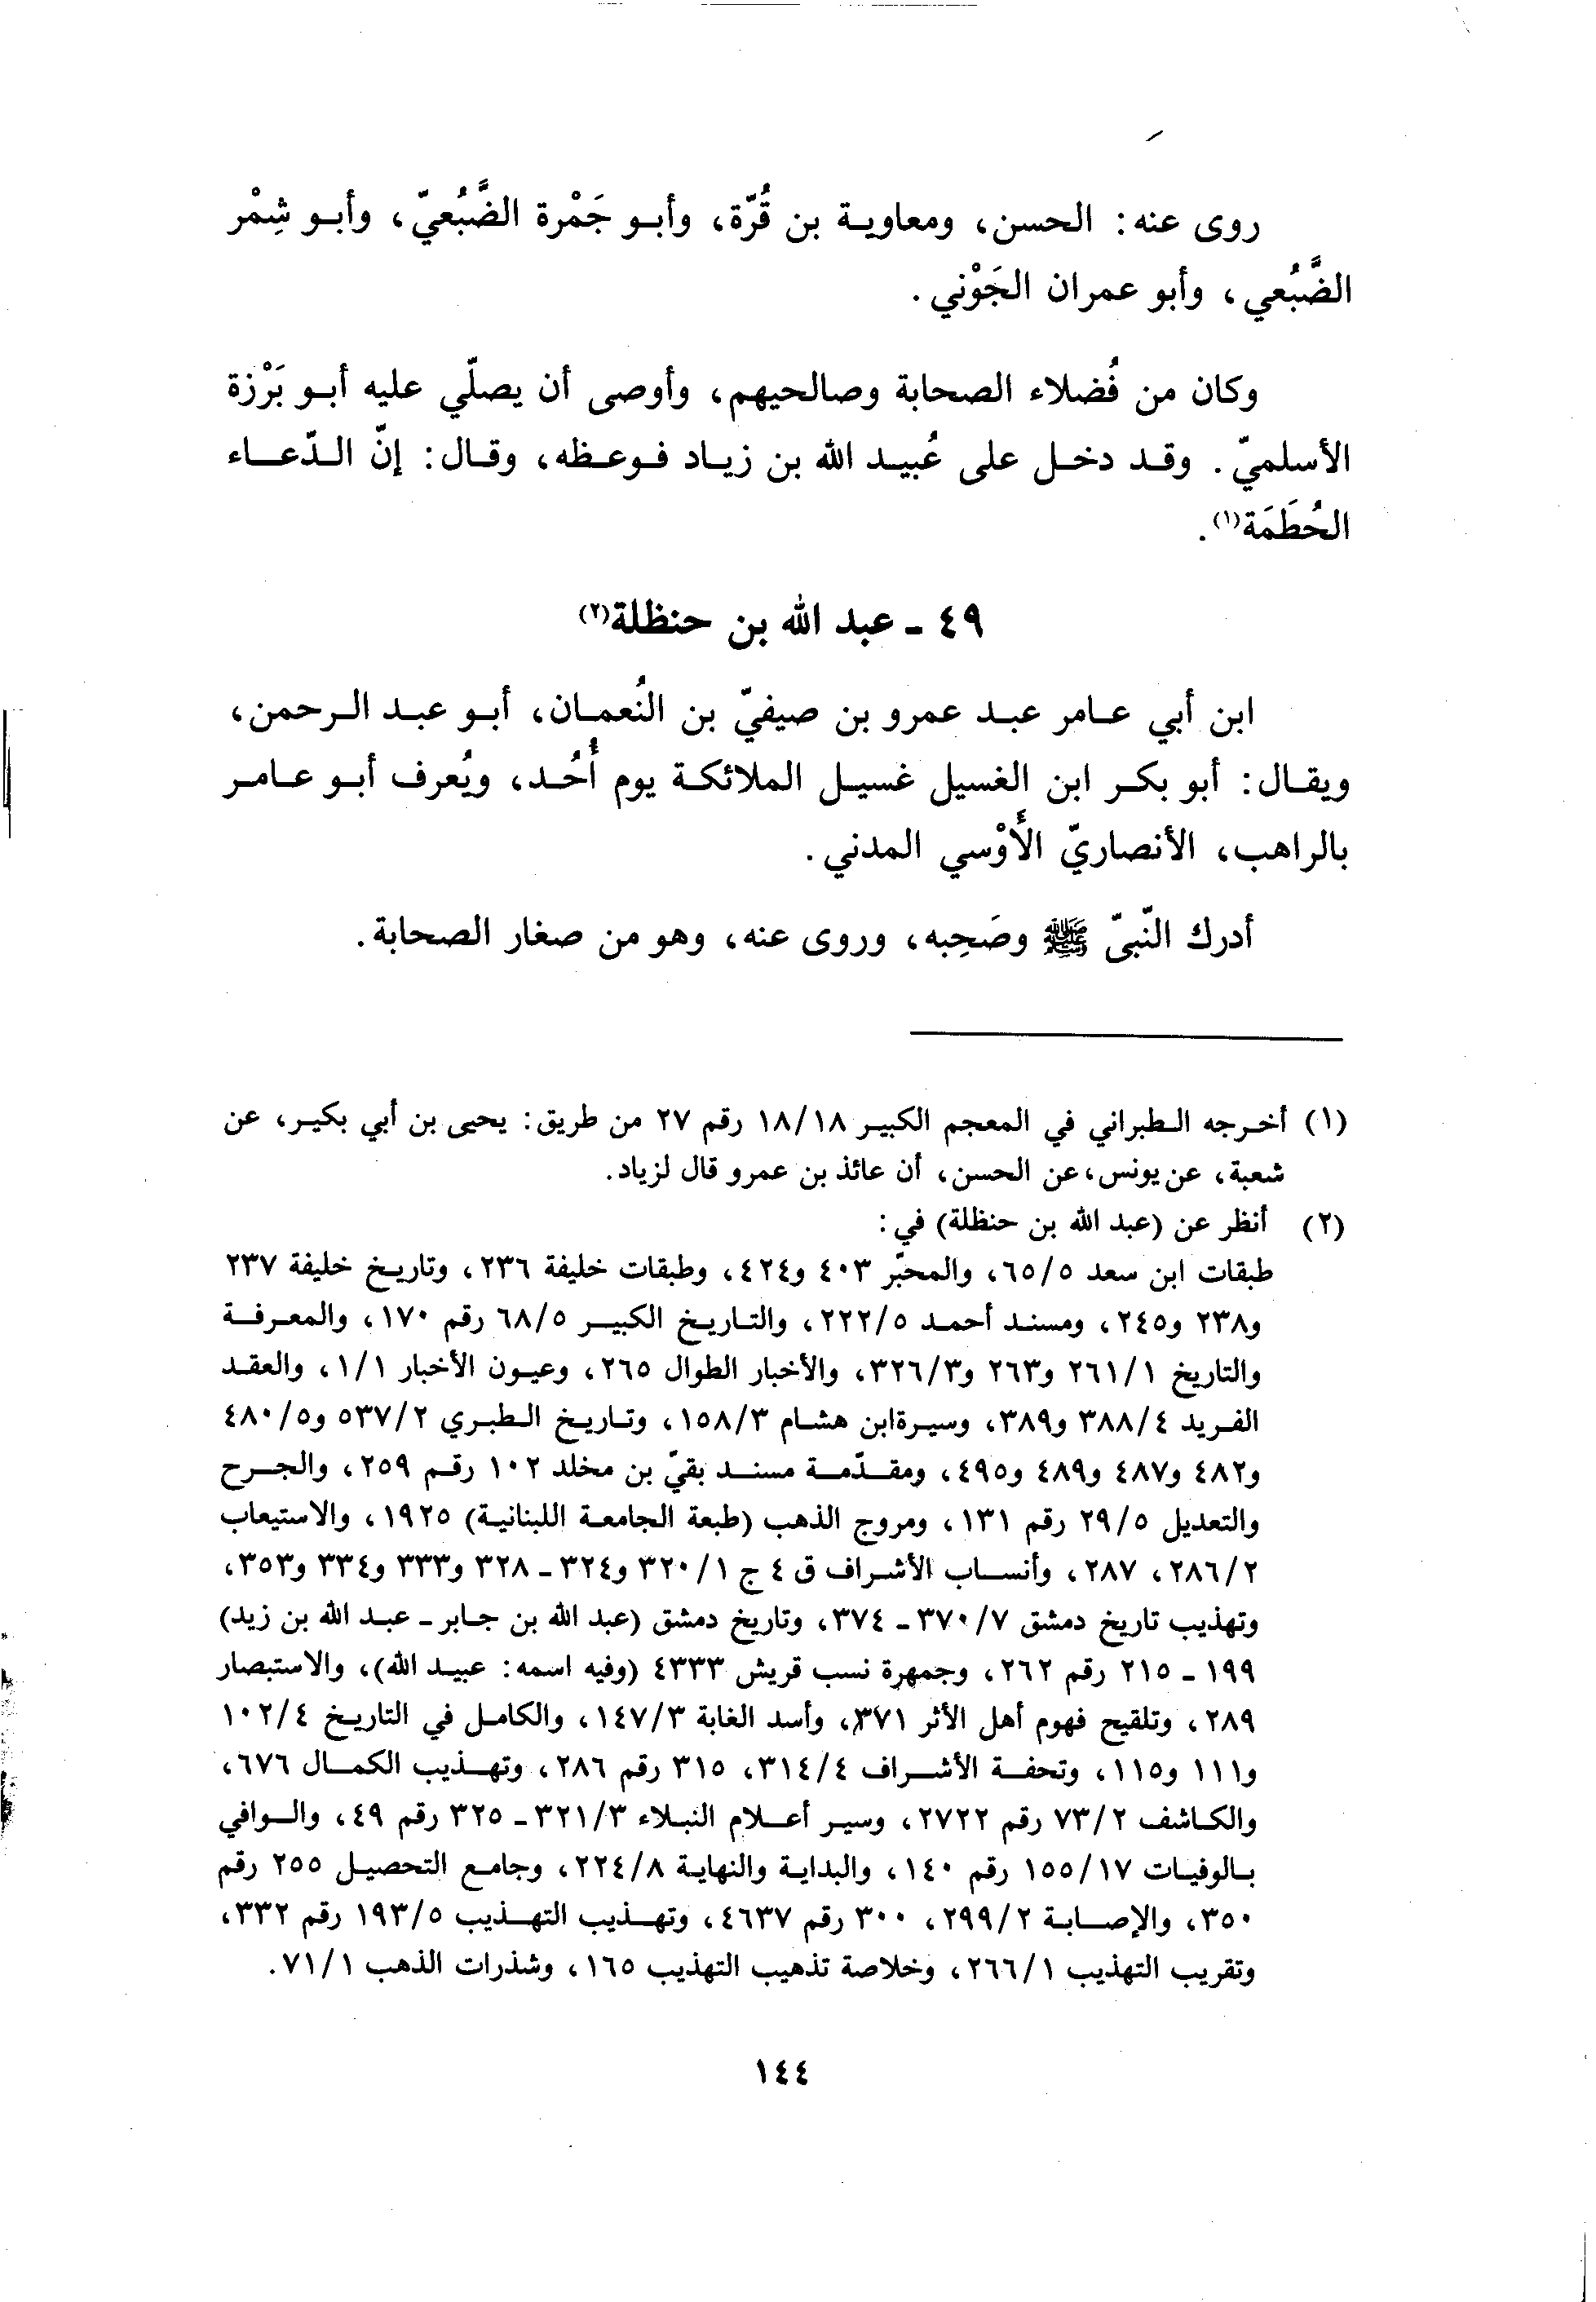 روى عنه: الحسن، ومعاوية بن قُرّة، وأبو جَمْرة الضُّبَعيّ، وأبو شِمْر
الضُّبَعي، وأبو عمران الجَوْني.
وكان من فُضلاء الصحابة وصالحيهم، وأوصى أن يصلّي عليه أبو بَرْزة
الأسلميّ. وقد دخل على عُبيد الله بن زياد فوعظه، وقال: إنّ الدّعاء
الحُطَمَة(١).
٤٩ ـ عبد الله بن حنظلة(٢)
ابن أبي عامر عبد عمرو بن صيفيّ بن النُعمان، أبو عبد الرحمن،
ويقال: أبو بكر ابن الغسيل غسيل الملائكة يوم أُحُد، ويُعرف أبو عامر
بالراهب، الأنصاريّ الأَوْسي المدني.
أدرك النّبيّ ﷺ وصَحِبه، وروى عنه، وهو من صغار الصحابة.
(١) أخرجه الطبراني في المعجم الكبير ١٨/١٨ رقم ٢٧ من طريق: يحيى بن أبي بكير، عن
شعبة، عن يونس، عن الحسن، أن عائذ بن عمرو قال لزياد.
(٢) أنظر عن (عبد الله بن حنظلة) في:
طبقات ابن سعد ٦٥/٥، والمحبّر ٤٠٣ و٤٢٤، وطبقات خليفة ٢٣٦، وتاريخ خليفة ٢٣٧
و٢٣٨ و٢٤٥، ومسند أحمد ٢٢٢/٥، والتاريخ الكبير ٦٨/٥ رقم ١٧٠، والمعرفة
والتاريخ ٢٦١/١ و٢٦٣ و٣٢٦/٣، والأخبار الطوال ٢٦٥، وعيون الأخبار ١/١، والعقد
الفريد ٣٨٨/٤ و٣٨٩، وسيرة ابن هشام ١٥٨/٣، وتاريخ الطبري ٥٣٧/٢ و٤٨٠/٥
و٤٨٢ و٤٨٧ و٤٨٩ و٤٩٥، ومقدّمة مسند بقيّ بن مخلد ١٠٢ رقم ٢٥٩، والجرح
والتعديل ٢٩/٥ رقم ١٣١، ومروج الذهب (طبعة الجامعة اللبنانية) ١٩٢٥، والاستيعاب
٢٨٦/٢، ٢٨٧، وأنساب الأشراف ق ٤ ج ٣٢٠/١ و٣٢٤ ـ ٣٢٨ و٣٣٣ و٣٣٤ و٣٥٣،
وتهذيب تاريخ دمشق ٣٧٠/٧ ـ ٣٧٤، وتاريخ دمشق (عبد الله بن جابر ـ عبد الله بن زيد)
١٩٩ ـ ٢١٥ رقم ٢٦٢، وجمهرة نسب قريش ٤٣٣٣ (وفيه اسمه: عبيد الله)، والاستبصار
٢٨٩، وتلقيح فهوم أهل الأثر ٣٧١، وأسد الغابة ١٤٧/٣، والكامل في التاريخ ١٠٢/٤
و١١١ و١١٥، وتحفة الأشراف ٣١٤/٤، ٣١٥ رقم ٢٨٦، وتهذيب الكمال ٦٧٦،
والكاشف ٧٣/٢ رقم ٢٧٢٢، وسير أعلام النبلاء ٣٢١/٣ ـ ٣٢٥ رقم ٤٩، والوافي
بالوفيات ١٥٥/١٧ رقم ١٤٠، والبداية والنهاية ٢٢٤/٨، وجامع التحصيل ٢٥٥ رقم
٣٥٠، والإصابة ٢٩٩/٢، ٣٠٠ رقم ٤٦٣٧، وتهذيب التهذيب ١٩٣/٥ رقم ٣٣٢،
وتقريب التهذيب ٢٦٦/١، وخلاصة تذهيب التهذيب ١٦٥، وشذرات الذهب ٧١/١.
١٤٤